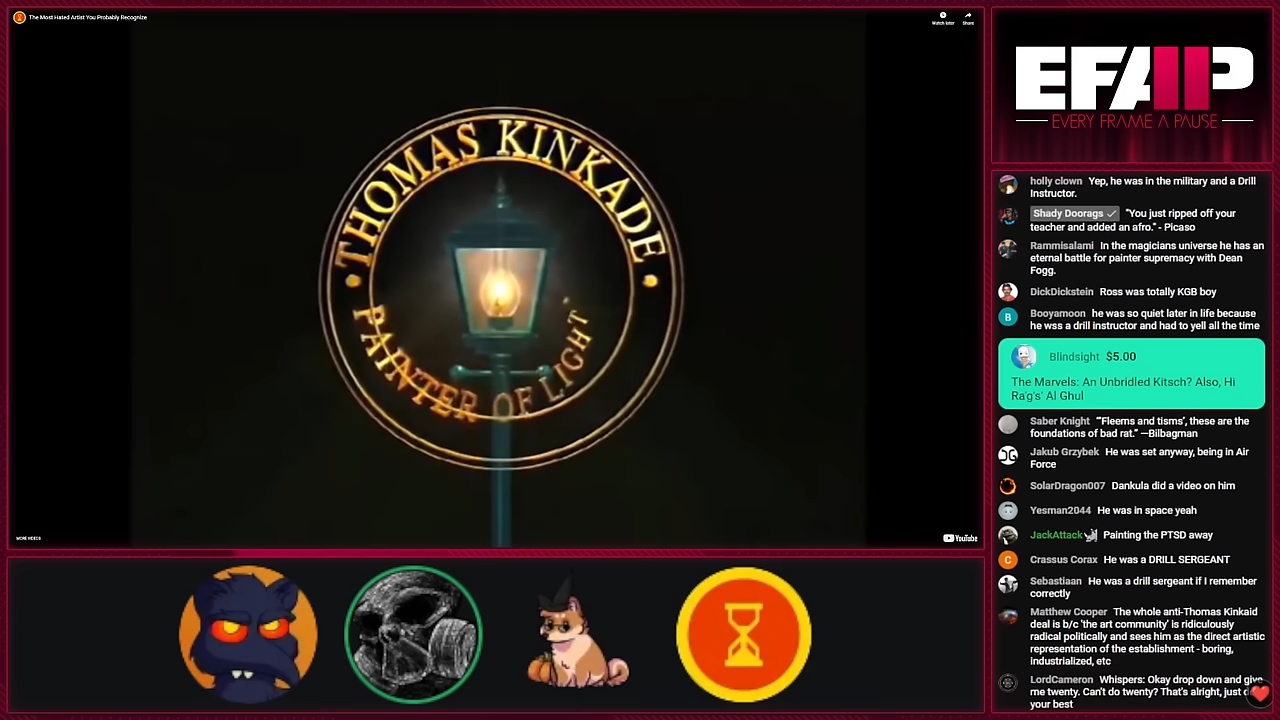 The Most Hated Artist You Probably Recognize
Watch later
Share
THOMAS KINKADE
PAINTER OF LIGHT
MORE VIDEOS
YouTube
EFAP
EVERY FRAME A PAUSE
holly clown Yep, he was in the military and a Drill
Instructor.
Shady Doorags ✓ "You just ripped off your
teacher and added an afro." - Picaso
Rammisalami In the magicians universe he has an
eternal battle for painter supremacy with Dean
Fogg.
DickDickstein Ross was totally KGB boy
B
Booyamoon he was so quiet later in life because
he wss a drill instructor and had to yell all the time
Blindsight $5.00
The Marvels: An Unbridled Kitsch? Also, Hi
Ra'g's' Al Ghul
Saber Knight "'Fleems and tisms', these are the
foundations of bad rat." —Bilbagman
Jakub Grzybek He was set anyway, being in Air
Force
SolarDragon007 Dankula did a video on him
Yesman2044 He was in space yeah
JackAttack Painting the PTSD away
C
Crassus Corax He was a DRILL SERGEANT
Sebastiaan He was a drill sergeant if I remember
correctly
Matthew Cooper The whole anti-Thomas Kinkaid
deal is b/c 'the art community' is ridiculously
radical politically and sees him as the direct artistic
representation of the establishment - boring,
industrialized, etc
LordCameron Whispers: Okay drop down and give
me twenty. Can't do twenty? That's alright, just
your best